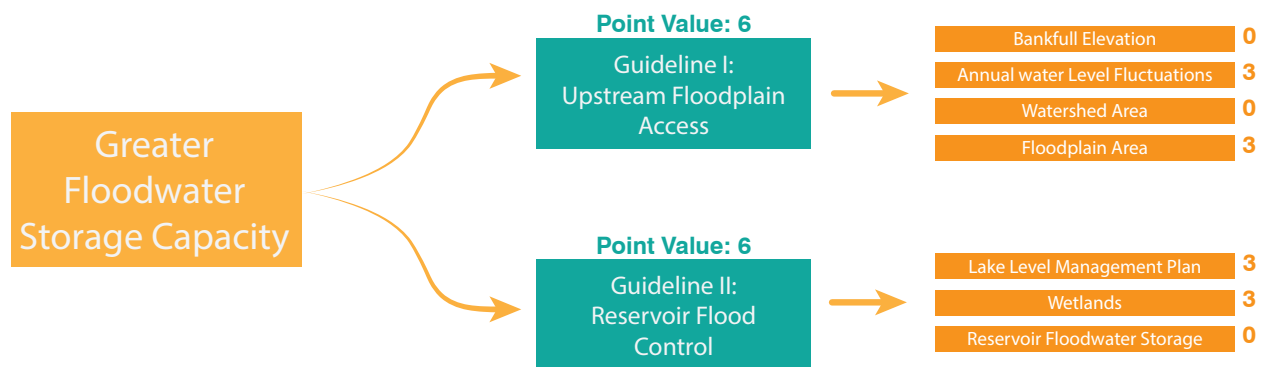 Greater
Floodwater
Storage Capacity
Point Value: 6
Guideline I:
Upstream Floodplain
Access
Bankfull Elevation 0
Annual water Level Fluctuations 3
Watershed Area 0
Floodplain Area 3
Point Value: 6
Guideline II:
Reservoir Flood
Control
Lake Level Management Plan 3
Wetlands 3
Reservoir Floodwater Storage 0